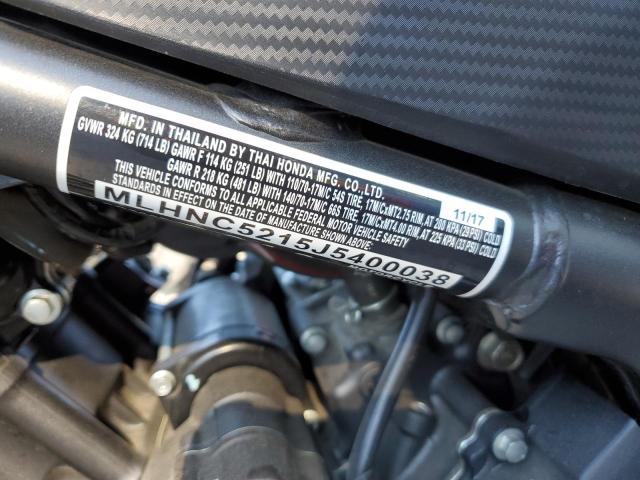 MFD. IN THAILAND BY THAI HONDA MFG. CO.,LTD. 11/17
GVWR 324 KG (714 LB) GAWR F 114 KG (251 LB) WITH 110/70-17M/C 54S TIRE, 17M/CxMT2.75 RIM, AT 200 KPA (29 PSI) COLD
GAWR R 210 KG (461 LB) WITH 140/70-17M/C 66S TIRE, 17M/CxMT4.00 RIM, AT 225 KPA (33 PSI) COLD
THIS VEHICLE CONFORMS TO ALL APPLICABLE FEDERAL MOTOR VEHICLE SAFETY
STANDARDS IN EFFECT ON THE DATE OF MANUFACTURE SHOWN ABOVE.
MLHNC5215J5400038